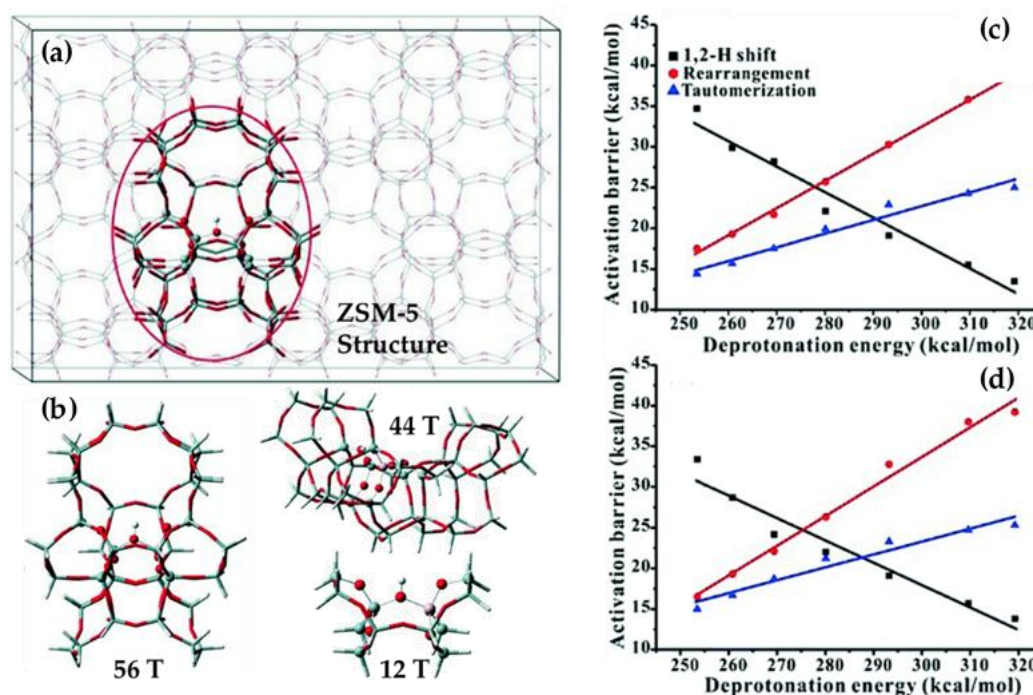 (a)
ZSM-5
Structure
(b)
44 T
56 T
12 T
(c)
1,2-H shift
Rearrangement
Tautomerization
Activation barrier (kcal/mol)
45
40
35
30
25
20
15
10
250 260 270 280 290 300 310 320
Deprotonation energy (kcal/mol)
(d)
Activation barrier (kcal/mol)
45
40
35
30
25
20
15
10
250 260 270 280 290 300 310 320
Deprotonation energy (kcal/mol)